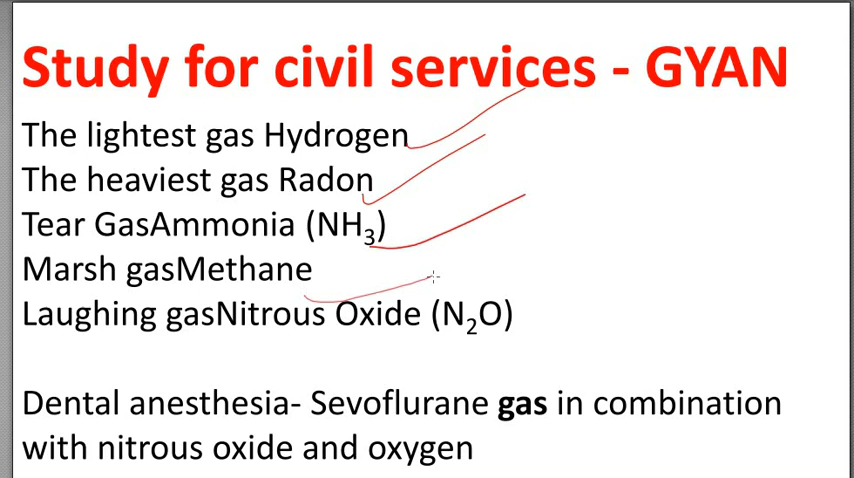 Study for civil services - GYAN
The lightest gas Hydrogen
The heaviest gas Radon
Tear GasAmmonia (NH₃)
Marsh gasMethane
Laughing gasNitrous Oxide (N₂O)
Dental anesthesia- Sevoflurane gas in combination
with nitrous oxide and oxygen